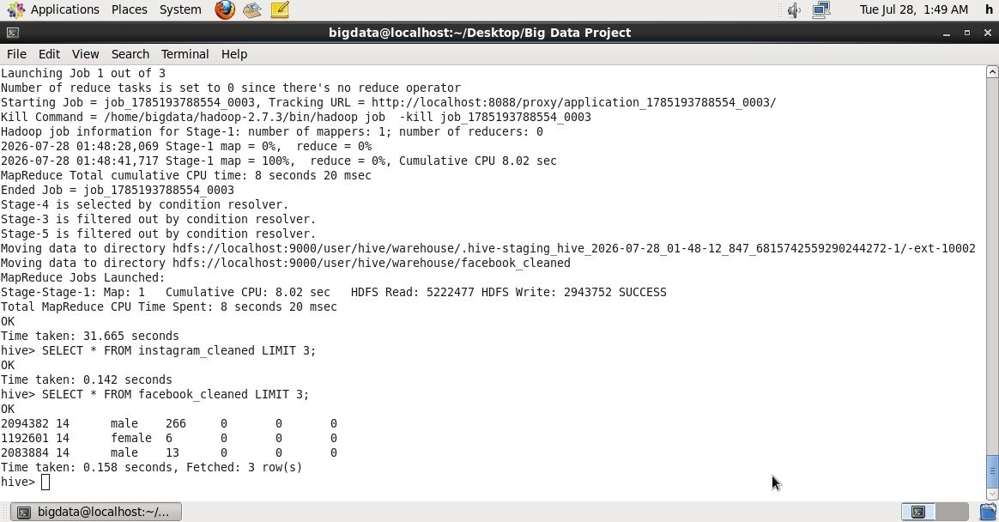 Applications Places System Tue Jul 28, 1:49 AM h
bigdata@localhost:~/Desktop/Big Data Project
File Edit View Search Terminal Help
Launching Job 1 out of 3
Number of reduce tasks is set to 0 since there's no reduce operator
Starting Job = job_1785193788554_0003, Tracking URL = http://localhost:8088/proxy/application_1785193788554_0003/
Kill Command = /home/bigdata/hadoop-2.7.3/bin/hadoop job  -kill job_1785193788554_0003
Hadoop job information for Stage-1: number of mappers: 1; number of reducers: 0
2026-07-28 01:48:28,069 Stage-1 map = 0%,  reduce = 0%
2026-07-28 01:48:41,717 Stage-1 map = 100%,  reduce = 0%, Cumulative CPU 8.02 sec
MapReduce Total cumulative CPU time: 8 seconds 20 msec
Ended Job = job_1785193788554_0003
Stage-4 is selected by condition resolver.
Stage-3 is filtered out by condition resolver.
Stage-5 is filtered out by condition resolver.
Moving data to directory hdfs://localhost:9000/user/hive/warehouse/.hive-staging_hive_2026-07-28_01-48-12_847_6815742559290244272-1/-ext-10002
Moving data to directory hdfs://localhost:9000/user/hive/warehouse/facebook_cleaned
MapReduce Jobs Launched:
Stage-Stage-1: Map: 1   Cumulative CPU: 8.02 sec   HDFS Read: 5222477 HDFS Write: 2943752 SUCCESS
Total MapReduce CPU Time Spent: 8 seconds 20 msec
OK
Time taken: 31.665 seconds
hive> SELECT * FROM instagram_cleaned LIMIT 3;
OK
Time taken: 0.142 seconds
hive> SELECT * FROM facebook_cleaned LIMIT 3;
OK
2094382 14      male    266     0       0       0
1192601 14      female  6       0       0       0
2083884 14      male    13      0       0       0
Time taken: 0.158 seconds, Fetched: 3 row(s)
hive>
bigdata@localhost:~/...